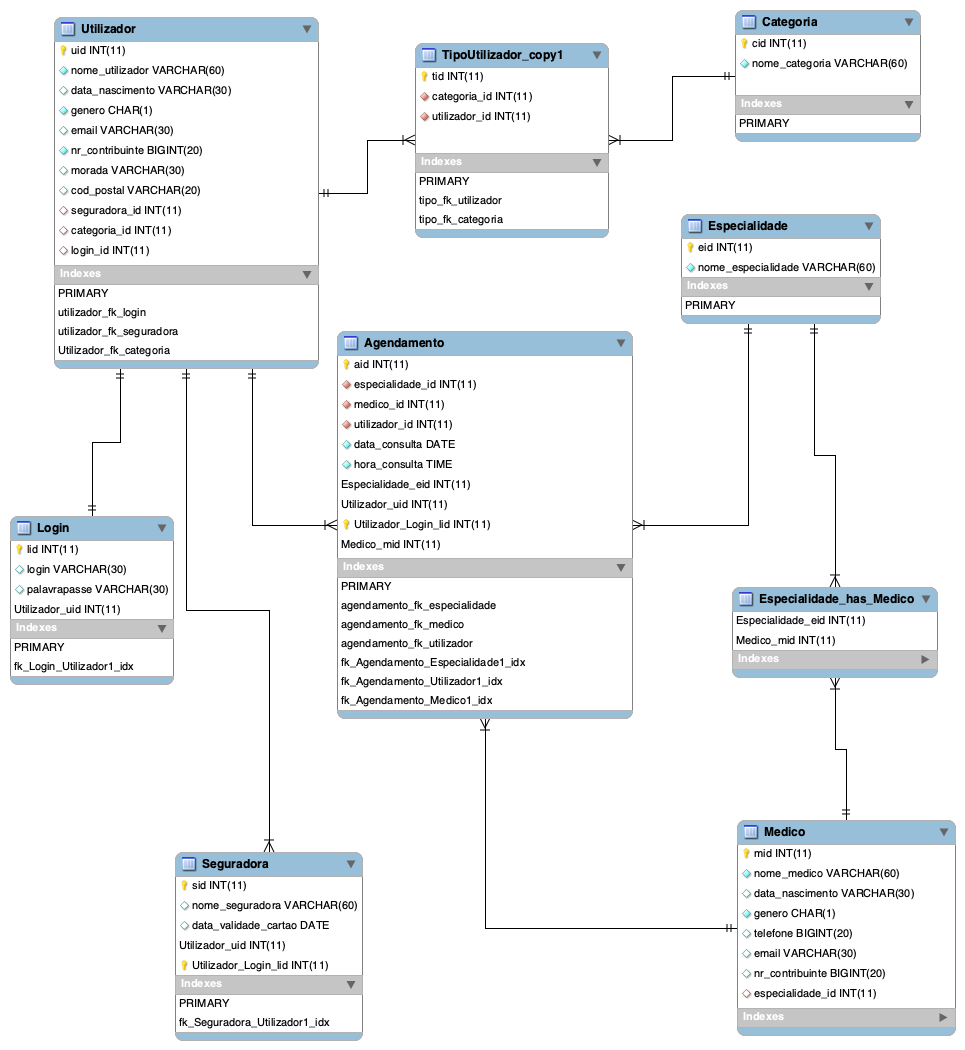 Utilizador
uid INT(11)
nome_utilizador VARCHAR(60)
data_nascimento VARCHAR(30)
genero CHAR(1)
email VARCHAR(30)
nr_contribuinte BIGINT(20)
morada VARCHAR(30)
cod_postal VARCHAR(20)
seguradora_id INT(11)
categoria_id INT(11)
login_id INT(11)
Indexes
PRIMARY
utilizador_fk_login
utilizador_fk_seguradora
Utilizador_fk_categoria
TipoUtilizador_copy1
tid INT(11)
categoria_id INT(11)
utilizador_id INT(11)
Indexes
PRIMARY
tipo_fk_utilizador
tipo_fk_categoria
Categoria
cid INT(11)
nome_categoria VARCHAR(60)
Indexes
PRIMARY
Especialidade
eid INT(11)
nome_especialidade VARCHAR(60)
Indexes
PRIMARY
Agendamento
aid INT(11)
especialidade_id INT(11)
medico_id INT(11)
utilizador_id INT(11)
data_consulta DATE
hora_consulta TIME
Especialidade_eid INT(11)
Utilizador_uid INT(11)
Utilizador_Login_lid INT(11)
Medico_mid INT(11)
Indexes
PRIMARY
agendamento_fk_especialidade
agendamento_fk_medico
agendamento_fk_utilizador
fk_Agendamento_Especialidade1_idx
fk_Agendamento_Utilizador1_idx
fk_Agendamento_Medico1_idx
Login
lid INT(11)
login VARCHAR(30)
palavrapasse VARCHAR(30)
Utilizador_uid INT(11)
Indexes
PRIMARY
fk_Login_Utilizador1_idx
Especialidade_has_Medico
Especialidade_eid INT(11)
Medico_mid INT(11)
Indexes
Seguradora
sid INT(11)
nome_seguradora VARCHAR(60)
data_validade_cartao DATE
Utilizador_uid INT(11)
Utilizador_Login_lid INT(11)
Indexes
PRIMARY
fk_Seguradora_Utilizador1_idx
Medico
mid INT(11)
nome_medico VARCHAR(60)
data_nascimento VARCHAR(30)
genero CHAR(1)
telefone BIGINT(20)
email VARCHAR(30)
nr_contribuinte BIGINT(20)
especialidade_id INT(11)
Indexes